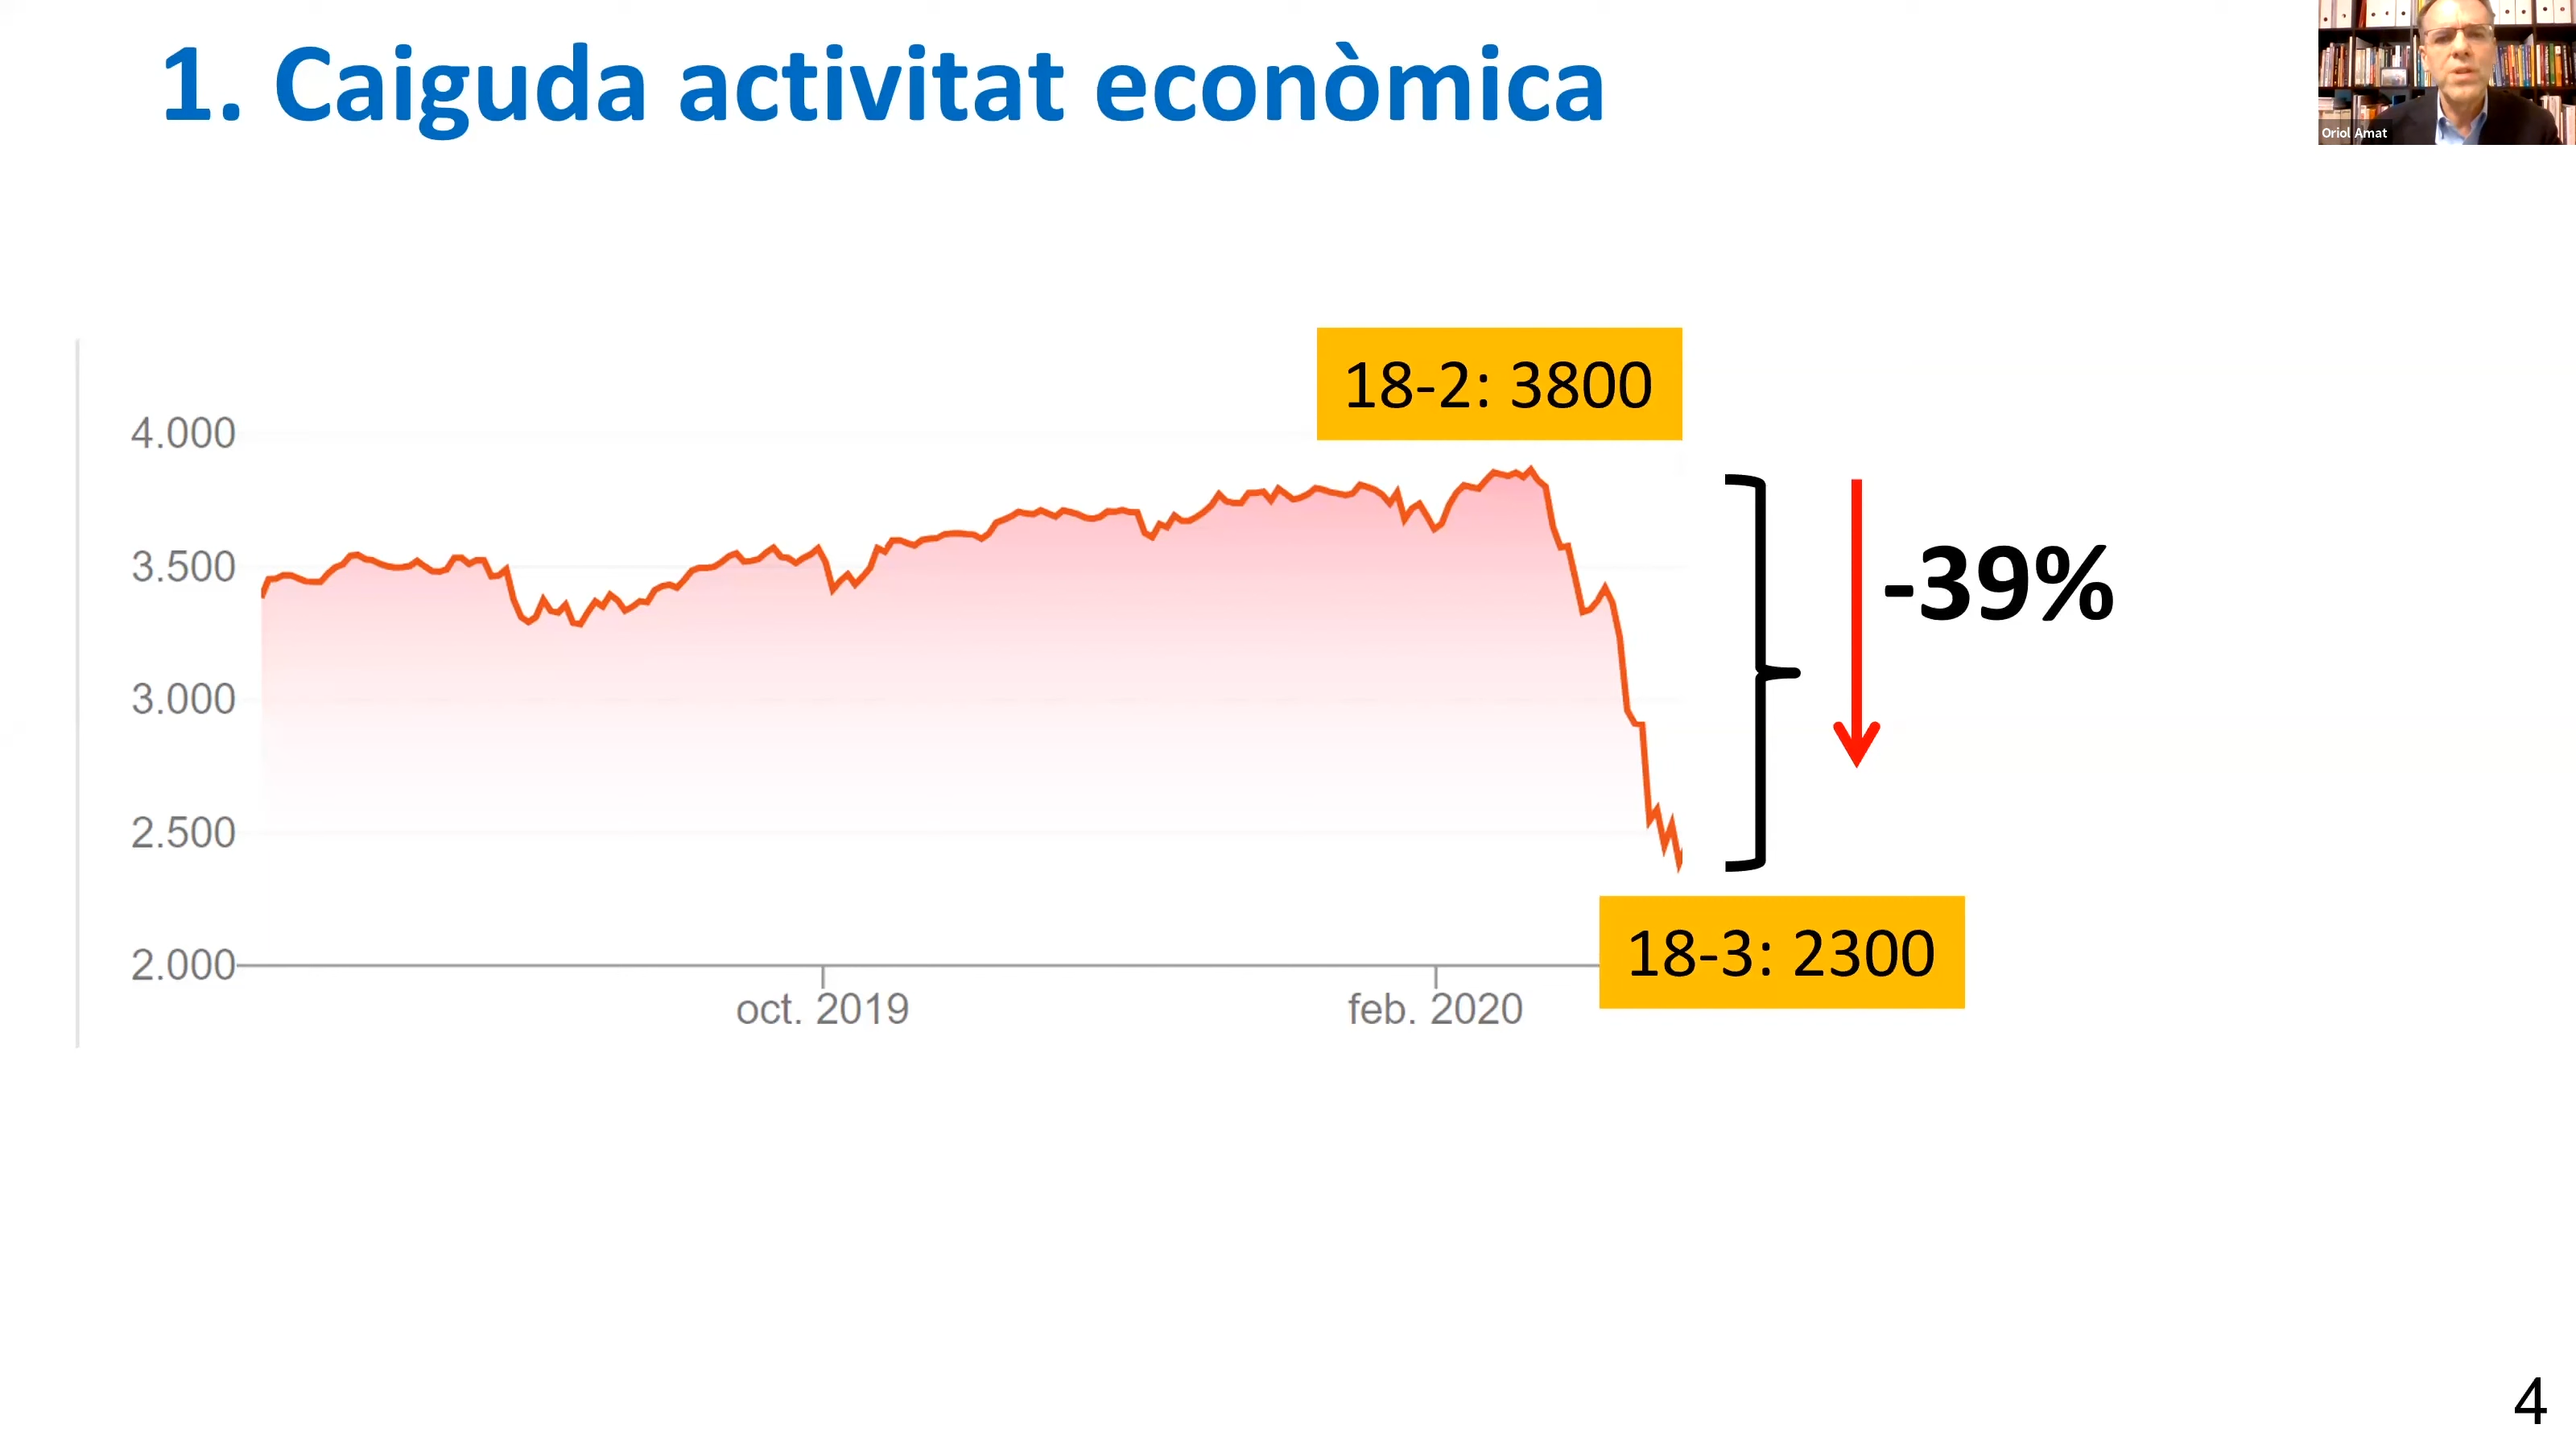 1. Caiguda activitat econòmica
Oriol Amat
18-2: 3800
4.000
3.500
-39%
3.000
2.500
2.000
18-3: 2300
oct. 2019
feb. 2020
4